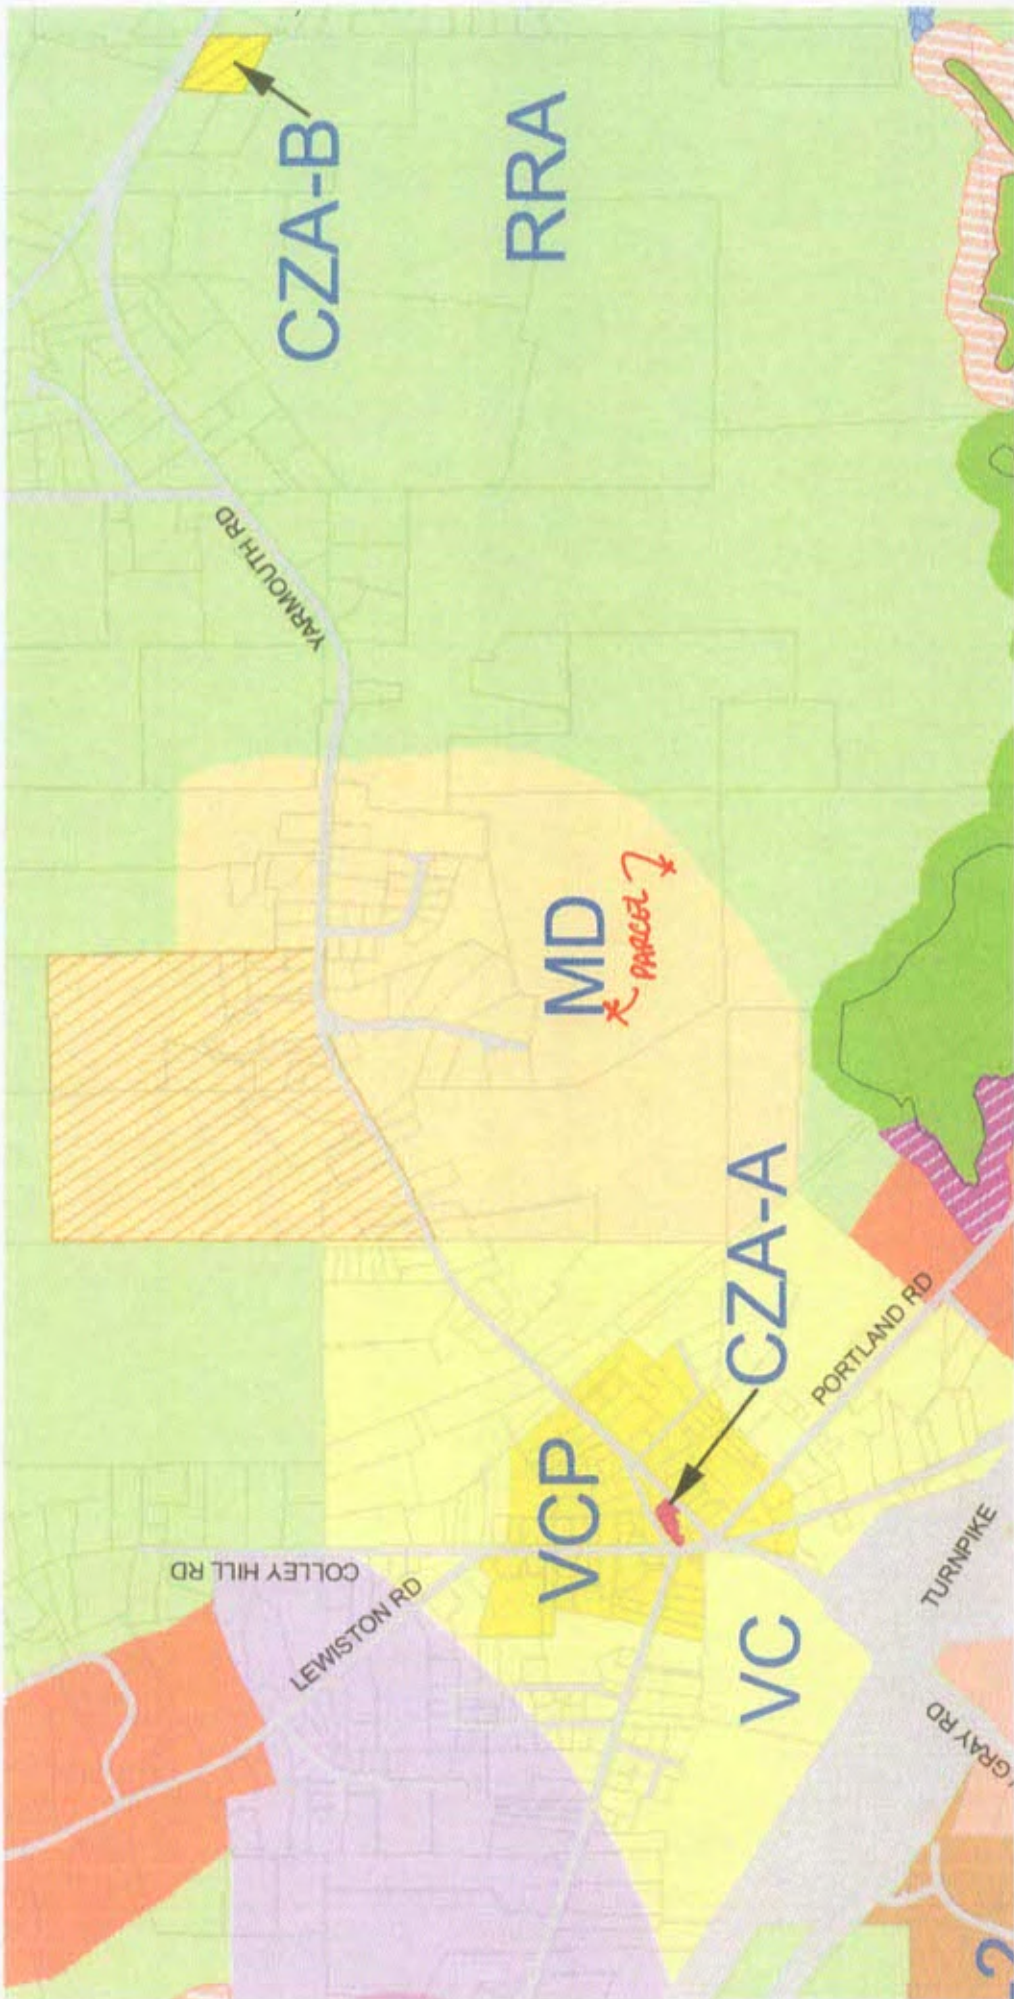 CZA-B
RRA
YARMOUTH RD
MD
PARCEL
CZA-A
PORTLAND RD
VCP
COLLEY HILL RD
LEWISTON RD
VC
TURNPIKE
GRAY RD